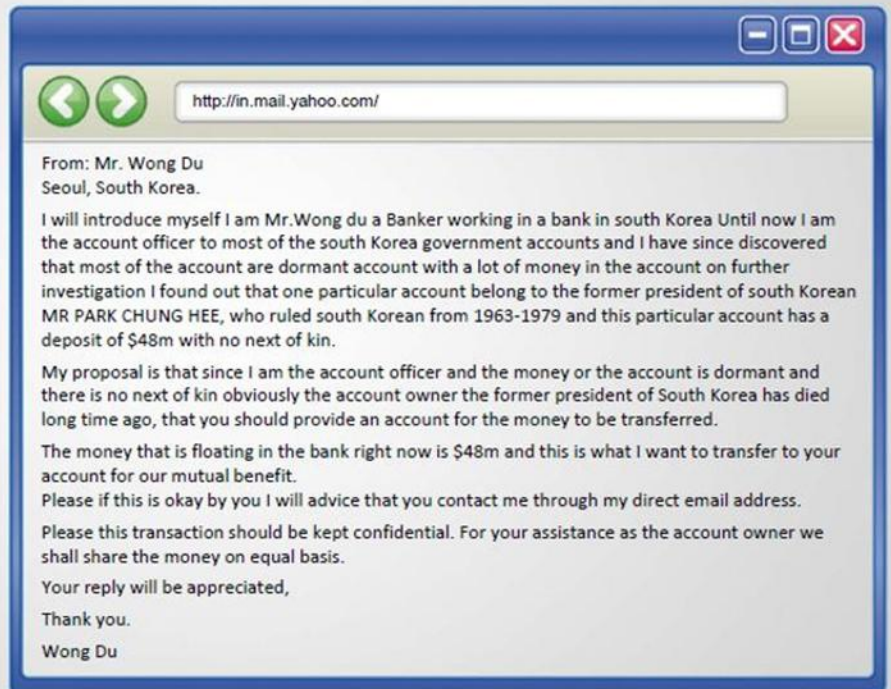 http://in.mail.yahoo.com/
From: Mr. Wong Du
Seoul, South Korea.
I will introduce myself I am Mr.Wong du a Banker working in a bank in south Korea Until now I am
the account officer to most of the south Korea government accounts and I have since discovered
that most of the account are dormant account with a lot of money in the account on further
investigation I found out that one particular account belong to the former president of south Korean
MR PARK CHUNG HEE, who ruled south Korean from 1963-1979 and this particular account has a
deposit of $48m with no next of kin.
My proposal is that since I am the account officer and the money or the account is dormant and
there is no next of kin obviously the account owner the former president of South Korea has died
long time ago, that you should provide an account for the money to be transferred.
The money that is floating in the bank right now is $48m and this is what I want to transfer to your
account for our mutual benefit.
Please if this is okay by you I will advice that you contact me through my direct email address.
Please this transaction should be kept confidential. For your assistance as the account owner we
shall share the money on equal basis.
Your reply will be appreciated,
Thank you.
Wong Du